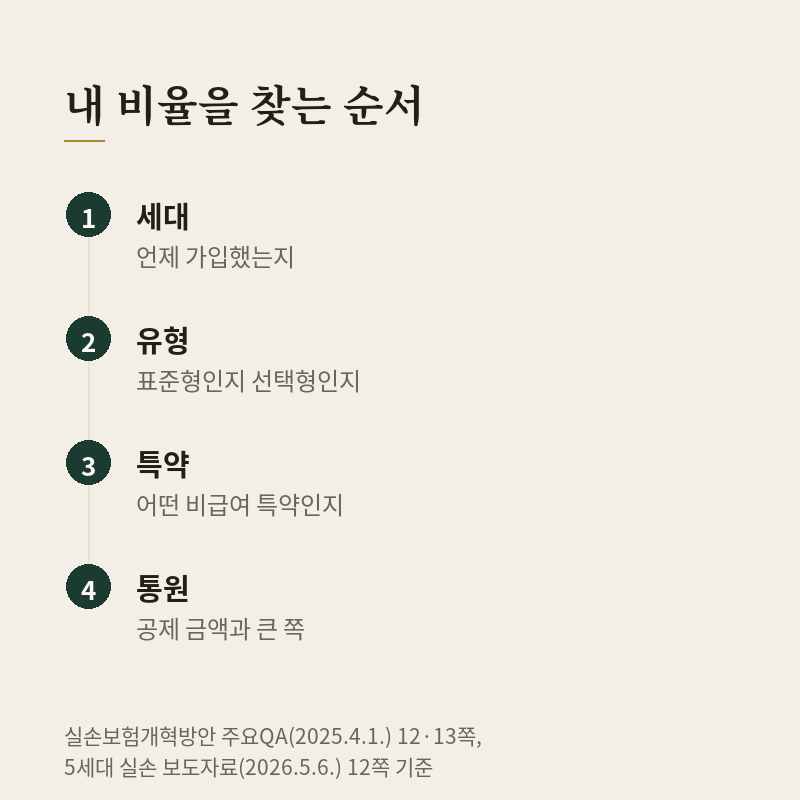 내 비율을 찾는 순서
1 세대
언제 가입했는지
2 유형
표준형인지 선택형인지
3 특약
어떤 비급여 특약인지
4 통원
공제 금액과 큰 쪽
실손보험개혁방안 주요QA(2025.4.1.) 12·13쪽,
5세대 실손 보도자료(2026.5.6.) 12쪽 기준